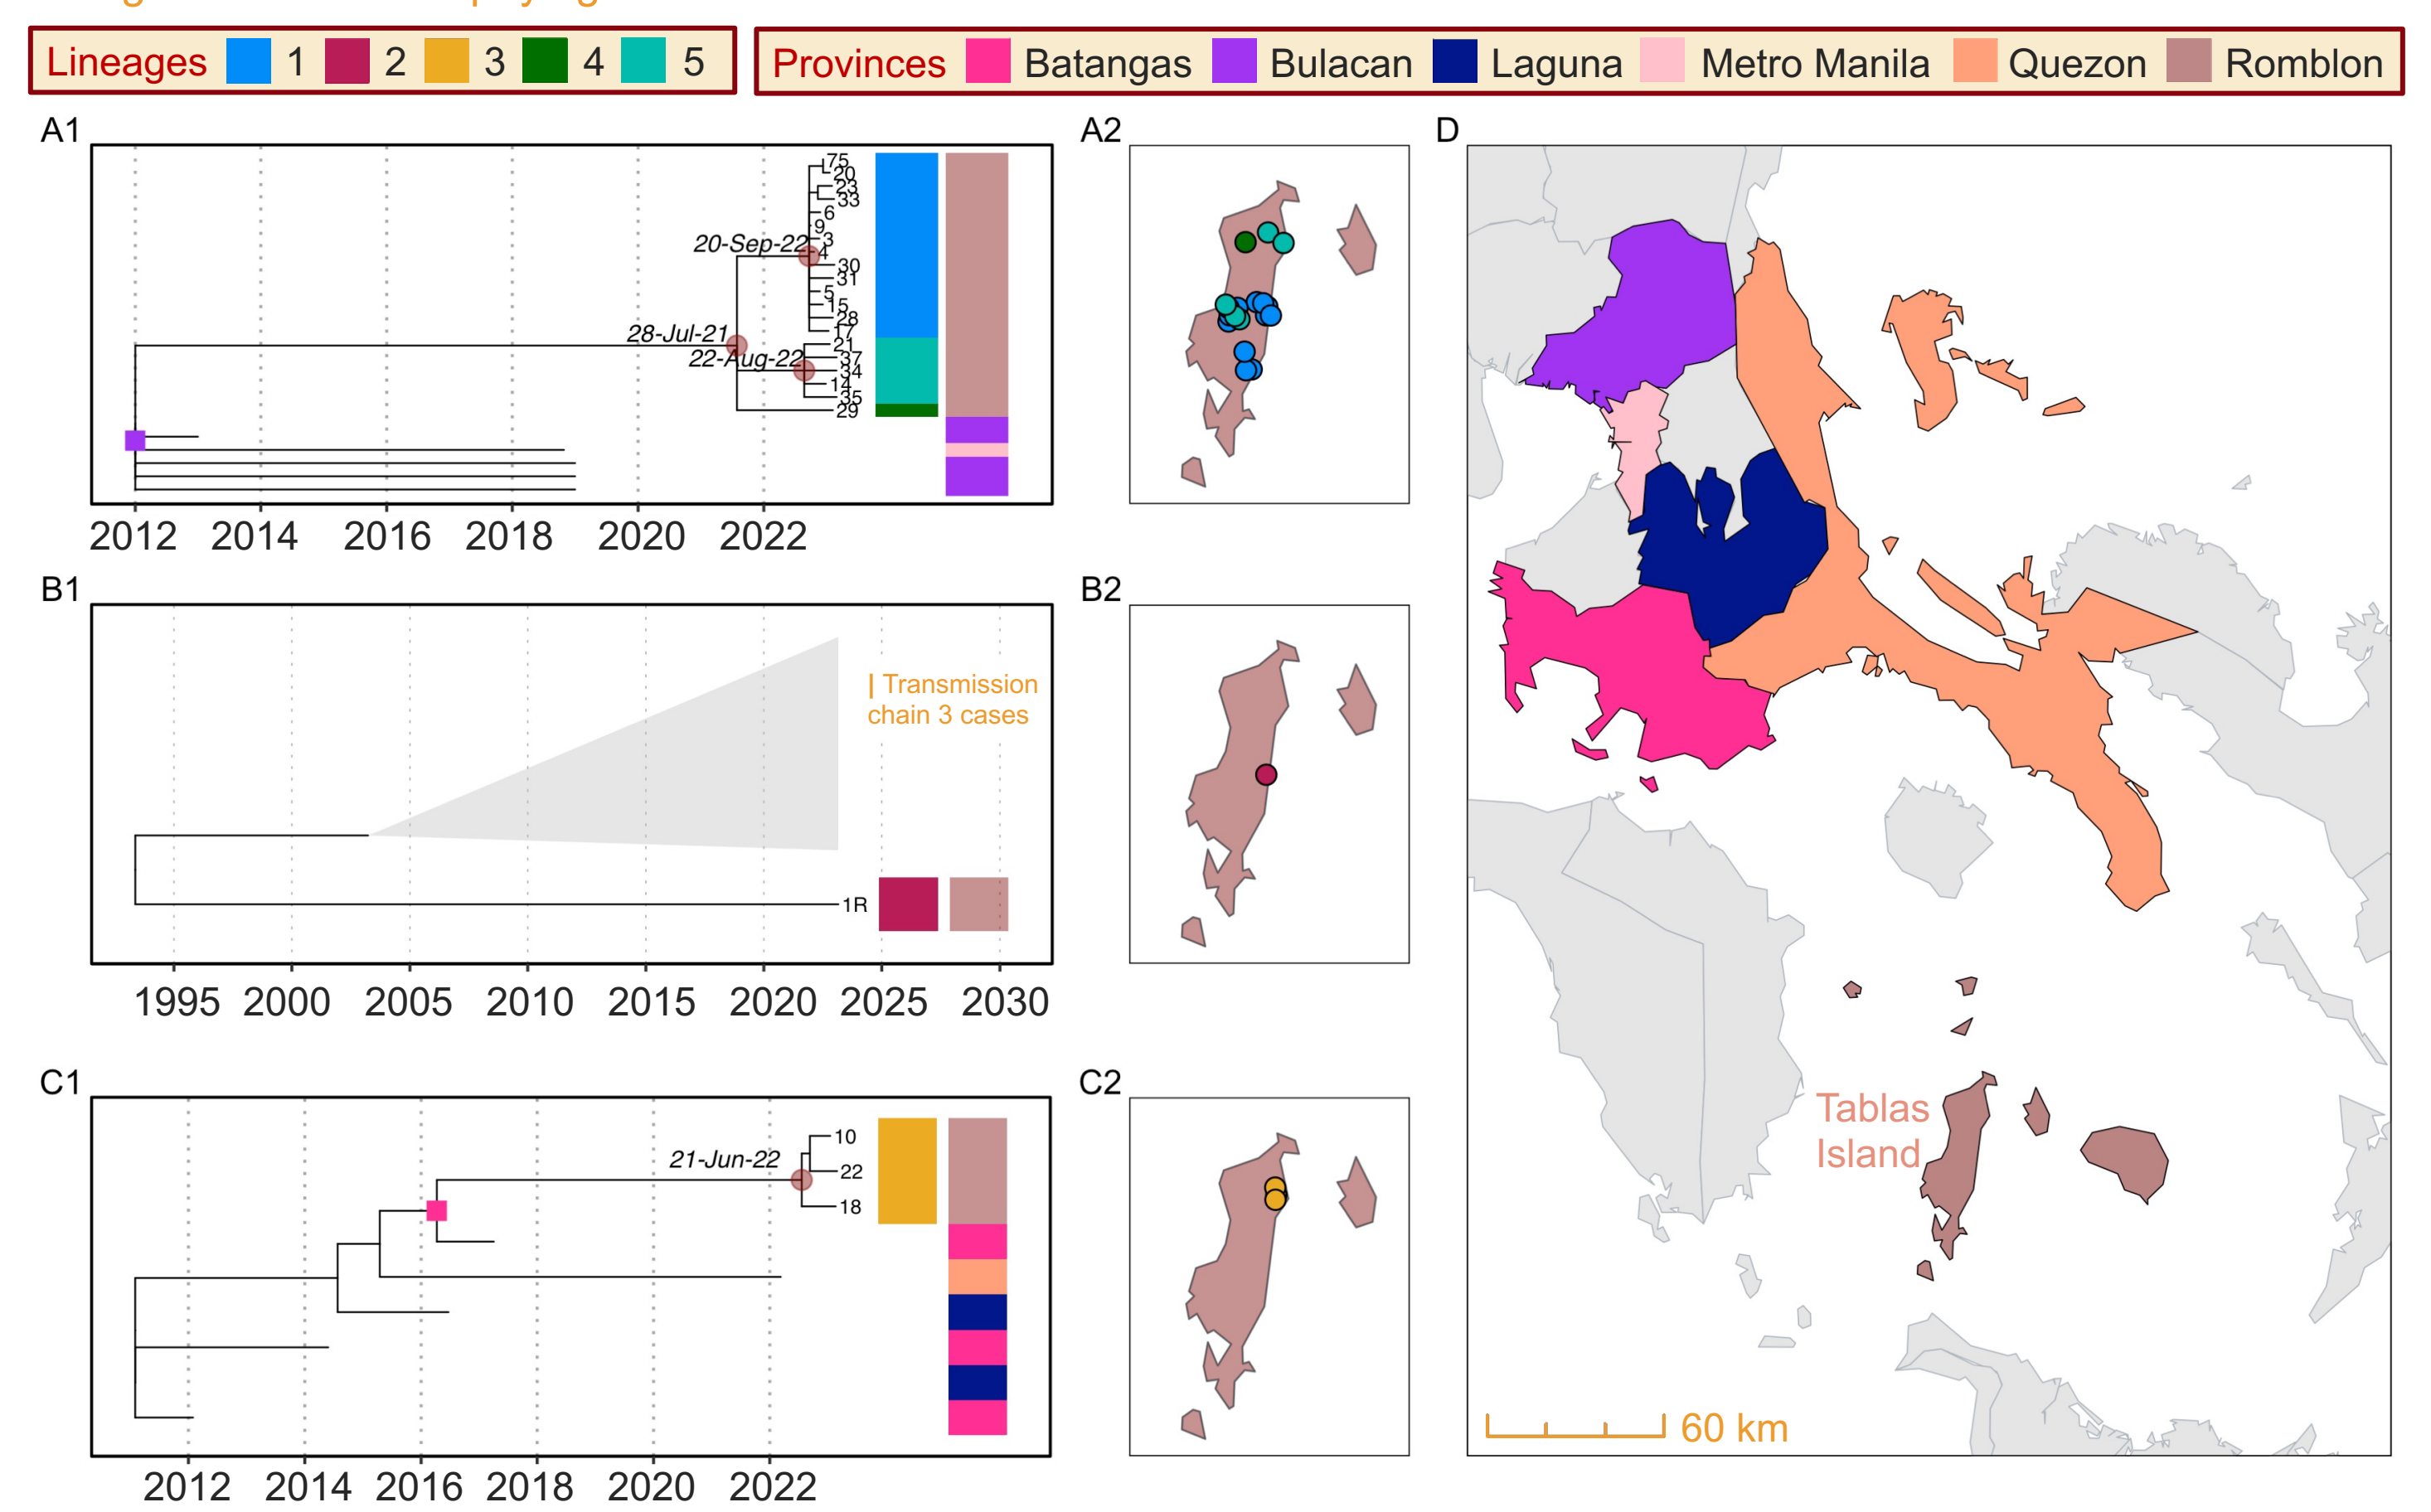 Lineages 1 2 3 4 5
Provinces Batangas Bulacan Laguna Metro Manila Quezon Romblon
A1
75
20
23
33
6
9
3
4
30
31
5
15
28
17
21
37
34
14
35
29
20-Sep-22
28-Jul-21
22-Aug-22
2012 2014 2016 2018 2020 2022
A2
B1
| Transmission
chain 3 cases
1R
1995 2000 2005 2010 2015 2020 2025 2030
B2
C1
21-Jun-22
10
22
18
2012 2014 2016 2018 2020 2022
C2
D
Tablas
Island
60 km